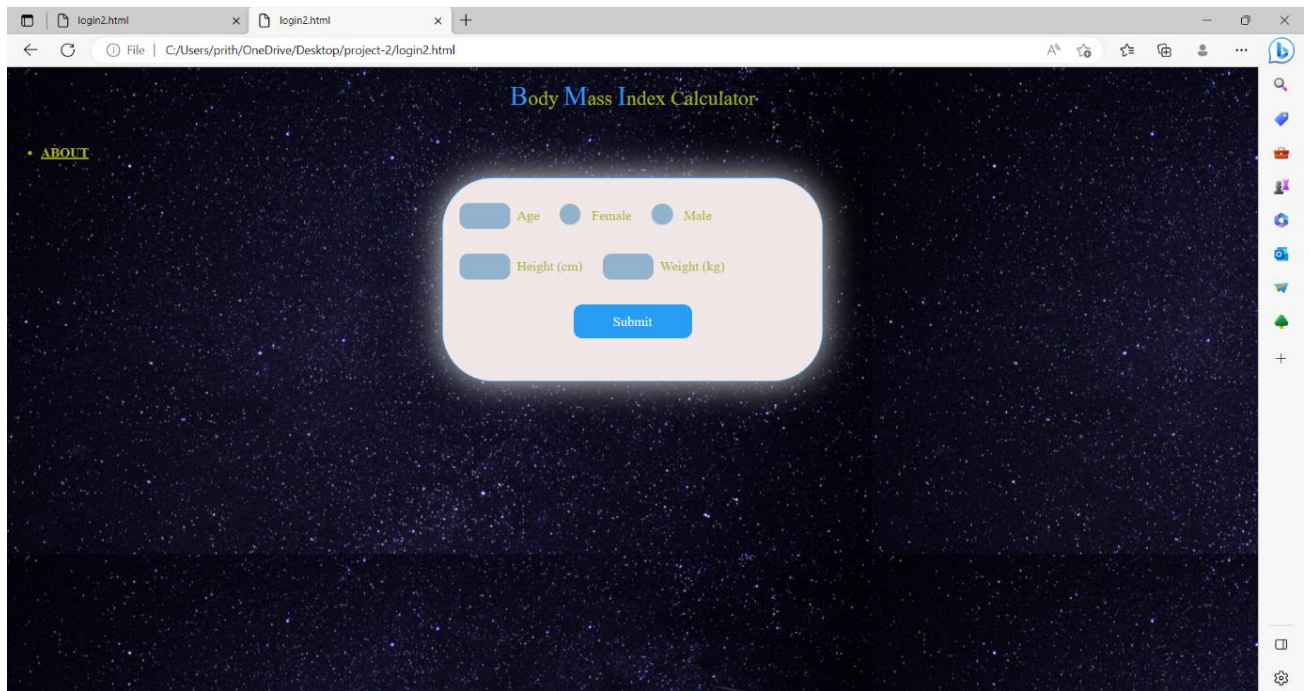 login2.html
login2.html
File | C:/Users/prith/OneDrive/Desktop/project-2/login2.html
Body Mass Index Calculator
• ABOUT
Age Female Male
Height (cm) Weight (kg)
Submit